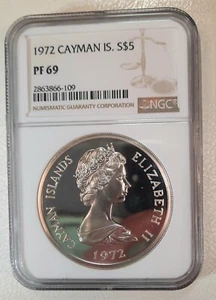 1972 CAYMAN IS. S$5
PF 69
2863866-109
NUMISMATIC GUARANTY CORPORATION
NGC
CAYMAN ISLANDS
ELIZABETH II
1972